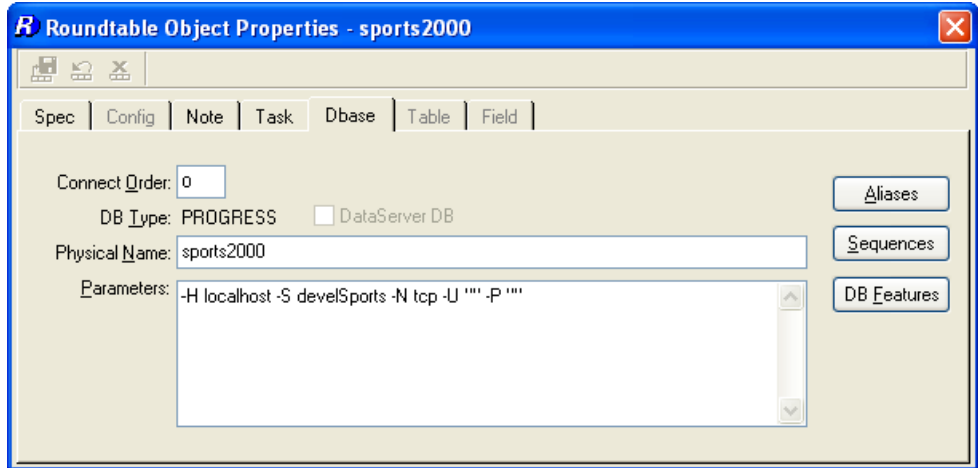 R Roundtable Object Properties - sports2000
Spec Config Note Task Dbase Table Field
Connect Order: 0
Aliases
DB Type: PROGRESS DataServer DB
Physical Name: sports2000
Sequences
Parameters: -H localhost -S develSports -N tcp -U "" -P ""
DB Features